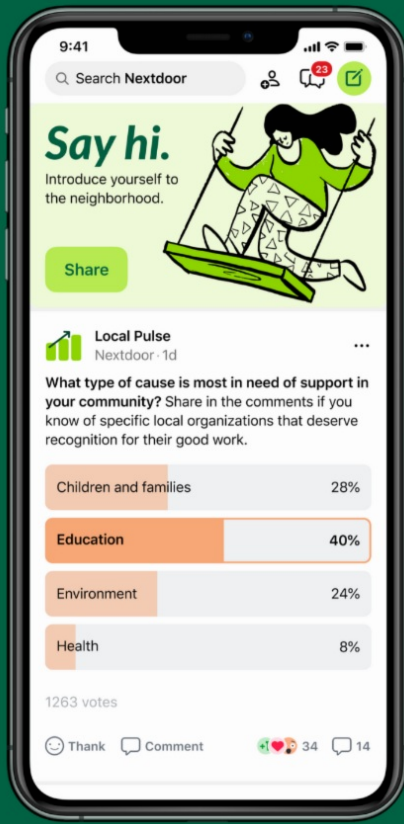 9:41
Search Nextdoor
23
Say hi.
Introduce yourself to
the neighborhood.
Share
Local Pulse
Nextdoor · 1d
What type of cause is most in need of support in
your community? Share in the comments if you
know of specific local organizations that deserve
recognition for their good work.
Children and families 28%
Education 40%
Environment 24%
Health 8%
1263 votes
Thank Comment 34 14